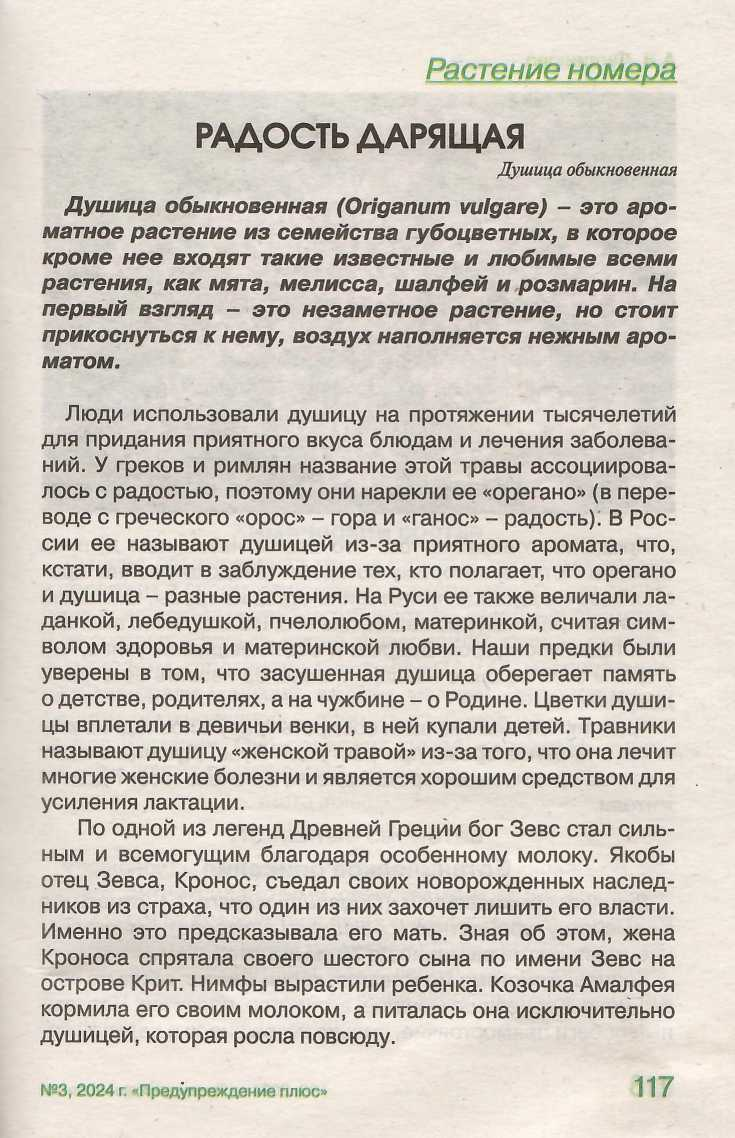 Растение номера
РАДОСТЬ ДАРЯЩАЯ
Душица обыкновенная
Душица обыкновенная (Origanum vulgare) – это аро-
матное растение из семейства губоцветных, в которое
кроме нее входят такие известные и любимые всеми
растения, как мята, мелисса, шалфей и розмарин. На
первый взгляд – это незаметное растение, но стоит
прикоснуться к нему, воздух наполняется нежным аро-
матом.
Люди использовали душицу на протяжении тысячелетий
для придания приятного вкуса блюдам и лечения заболева-
ний. У греков и римлян название этой травы ассоциирова-
лось с радостью, поэтому они нарекли ее «орегано» (в пере-
воде с греческого «орос» – гора и «ганос» – радость). В Рос-
сии ее называют душицей из-за приятного аромата, что,
кстати, вводит в заблуждение тех, кто полагает, что орегано
и душица – разные растения. На Руси ее также величали ла-
данкой, лебедушкой, пчелолюбом, материнкой, считая сим-
волом здоровья и материнской любви. Наши предки были
уверены в том, что засушенная душица оберегает память
о детстве, родителях, а на чужбине – о Родине. Цветки души-
цы вплетали в девичьи венки, в ней купали детей. Травники
называют душицу «женской травой» из-за того, что она лечит
многие женские болезни и является хорошим средством для
усиления лактации.
По одной из легенд Древней Греции бог Зевс стал силь-
ным и всемогущим благодаря особенному молоку. Якобы
отец Зевса, Кронос, съедал своих новорожденных наслед-
ников из страха, что один из них захочет лишить его власти.
Именно это предсказывала его мать. Зная об этом, жена
Кроноса спрятала своего шестого сына по имени Зевс на
острове Крит. Нимфы вырастили ребенка. Козочка Амалфея
кормила его своим молоком, а питалась она исключительно
душицей, которая росла повсюду.
№3, 2024 г. «Предупреждение плюс»
117